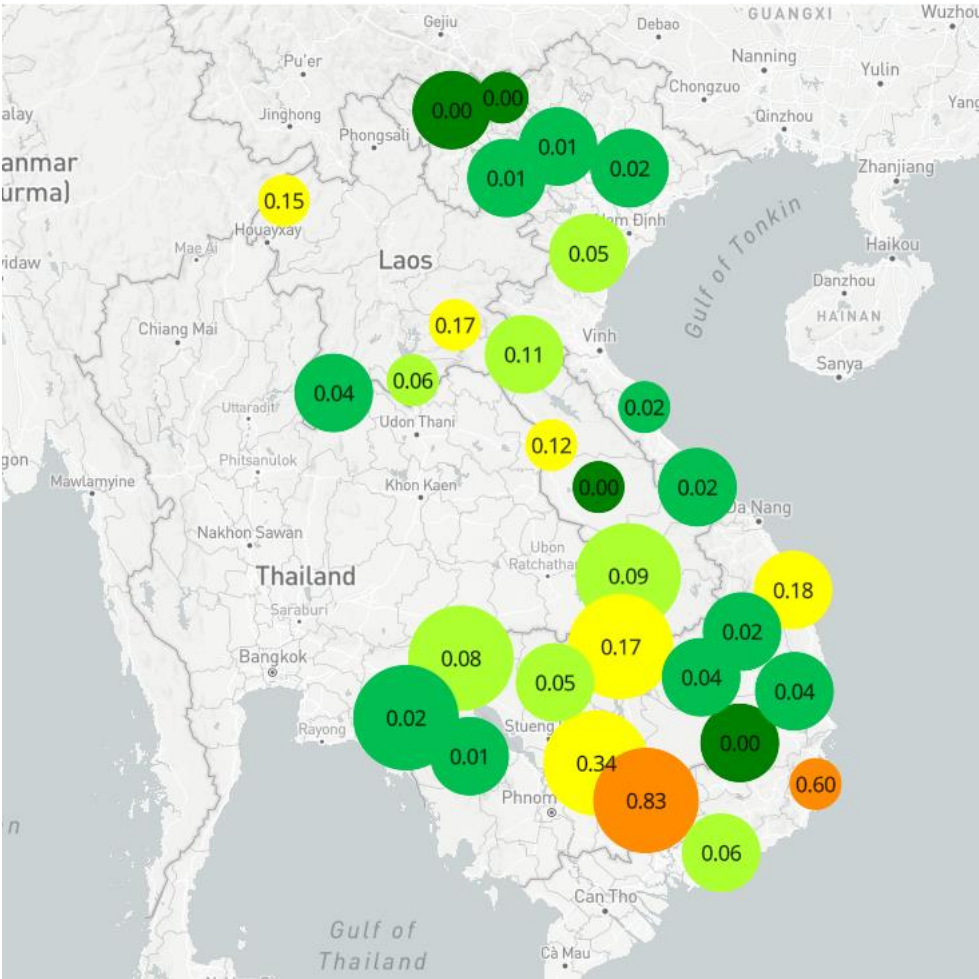 Gejiu
Debao
GUANGXI
Wuzhou
Pu'er
Nanning
Yulin
Chongzuo
Yang
alay
Jinghong
Phongsali
0.00
0.00
Qinzhou
anmar
urma)
0.01
0.01
0.02
Zhanjiang
0.15
Houayxay
Nam Định
Mae Ai
idaw
Laos
0.05
Gulf of Tonkin
Haikou
Danzhou
HAINAN
Sanya
Chiang Mai
0.17
0.11
Vinh
0.04
0.06
Uttaradit
Udon Thani
0.02
gon
Phitsanulok
0.12
Mawlamyine
Khon Kaen
0.00
0.02
Da Nang
Nakhon Sawan
Ubon
Ratchathan
Thailand
0.09
0.18
Saraburi
0.02
0.17
Bangkok
0.08
0.05
0.04
0.04
0.02
Rayong
Stueng
0.01
0.00
0.34
0.60
Phnom
0.83
n
0.06
Can Tho
Gulf of
Thailand
Cà Mau